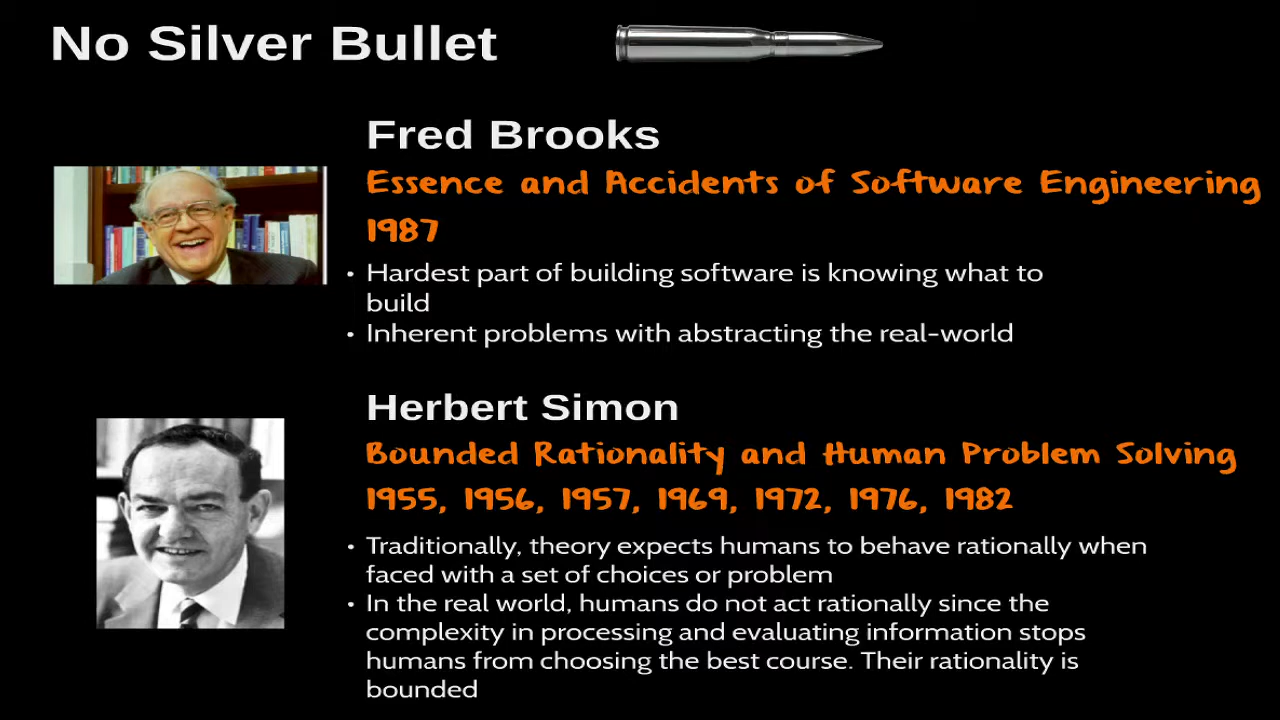 No Silver Bullet
Fred Brooks
Essence and Accidents of Software Engineering
1987
• Hardest part of building software is knowing what to
build
• Inherent problems with abstracting the real-world
Herbert Simon
Bounded Rationality and Human Problem Solving
1955, 1956, 1957, 1969, 1972, 1976, 1982
• Traditionally, theory expects humans to behave rationally when
faced with a set of choices or problem
• In the real world, humans do not act rationally since the
complexity in processing and evaluating information stops
humans from choosing the best course. Their rationality is
bounded